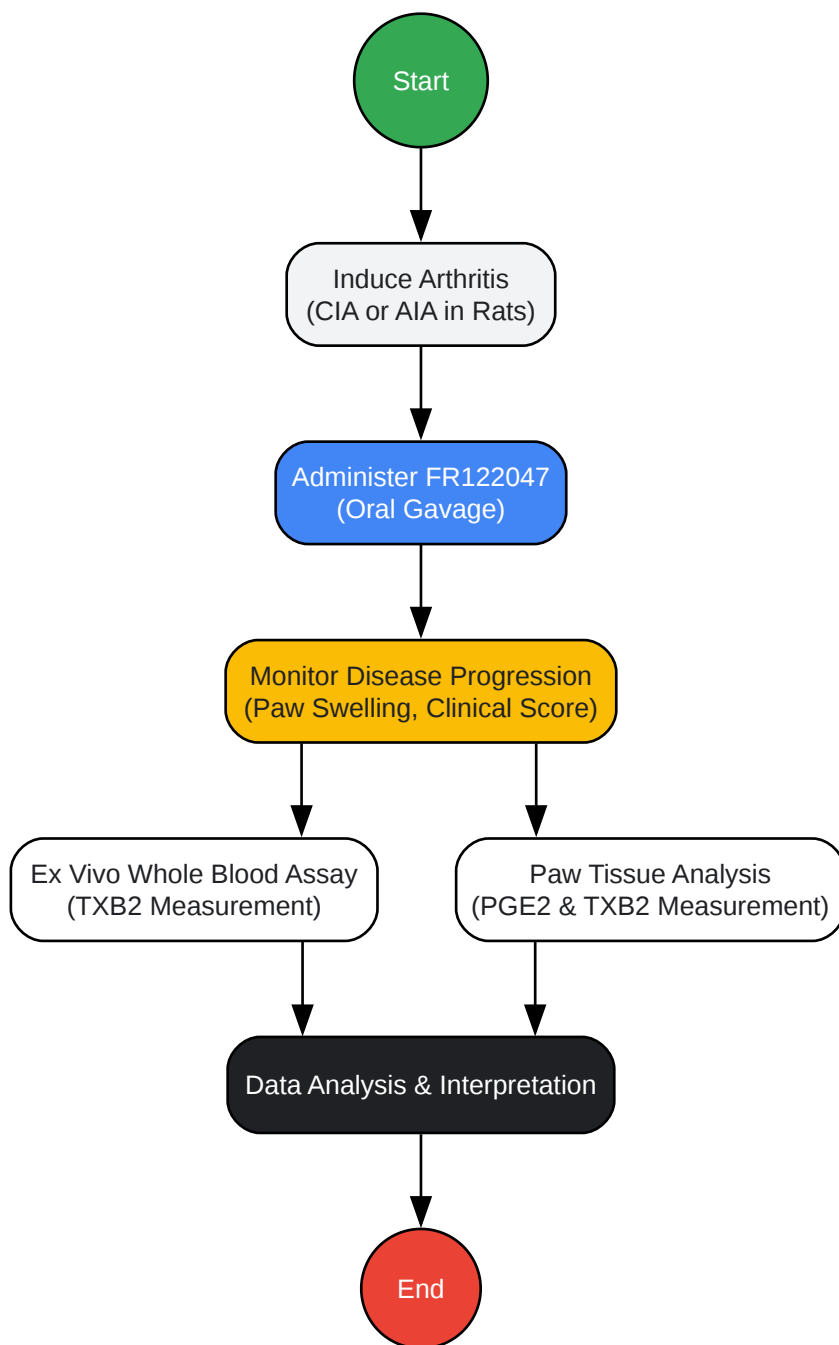 Start
Induce Arthritis
(CIA or AIA in Rats)
Administer FR122047
(Oral Gavage)
Monitor Disease Progression
(Paw Swelling, Clinical Score)
Ex Vivo Whole Blood Assay
(TXB2 Measurement)
Paw Tissue Analysis
(PGE2 & TXB2 Measurement)
Data Analysis & Interpretation
End